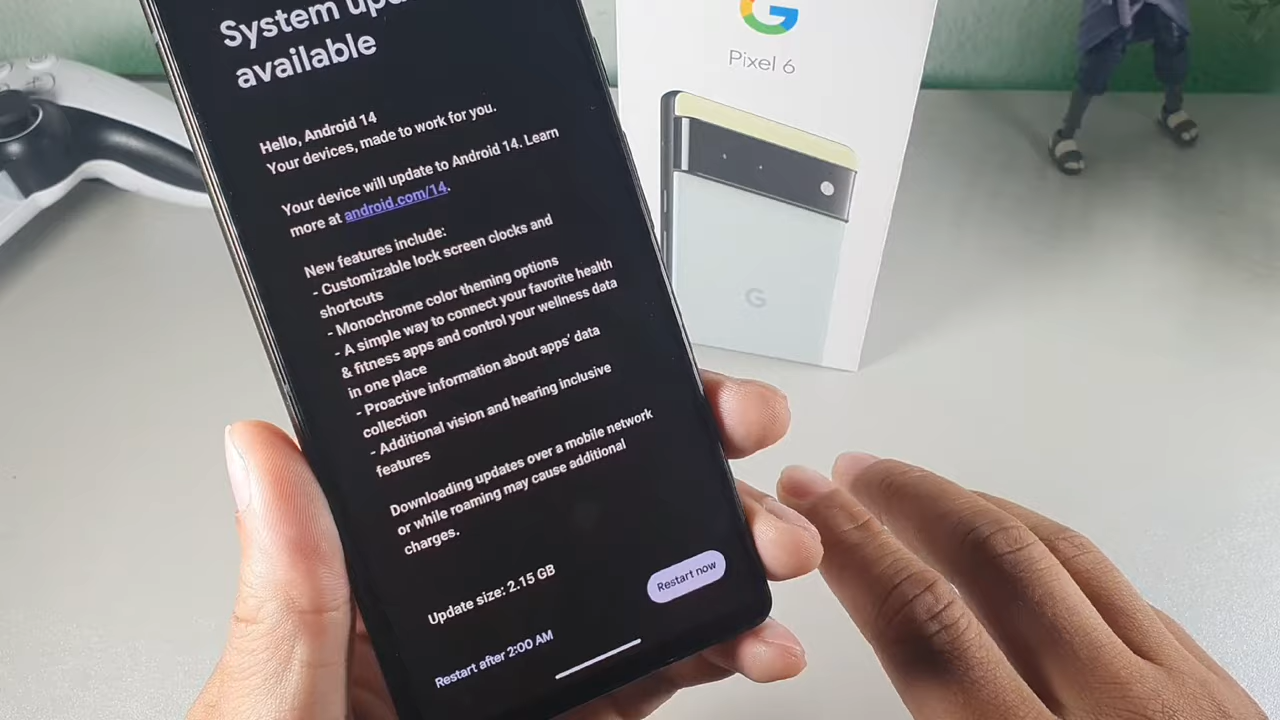 System upd
available
Hello, Android 14
Your devices, made to work for you.
Your device will update to Android 14. Learn
more at android.com/14.
New features include:
- Customizable lock screen clocks and
shortcuts
- Monochrome color theming options
- A simple way to connect your favorite health
& fitness apps and control your wellness data
in one place
- Proactive information about apps' data
collection
- Additional vision and hearing inclusive
features
Downloading updates over a mobile network
or while roaming may cause additional
charges.
Update size: 2.15 GB
Restart now
Restart after 2:00 AM
G
Pixel 6
G